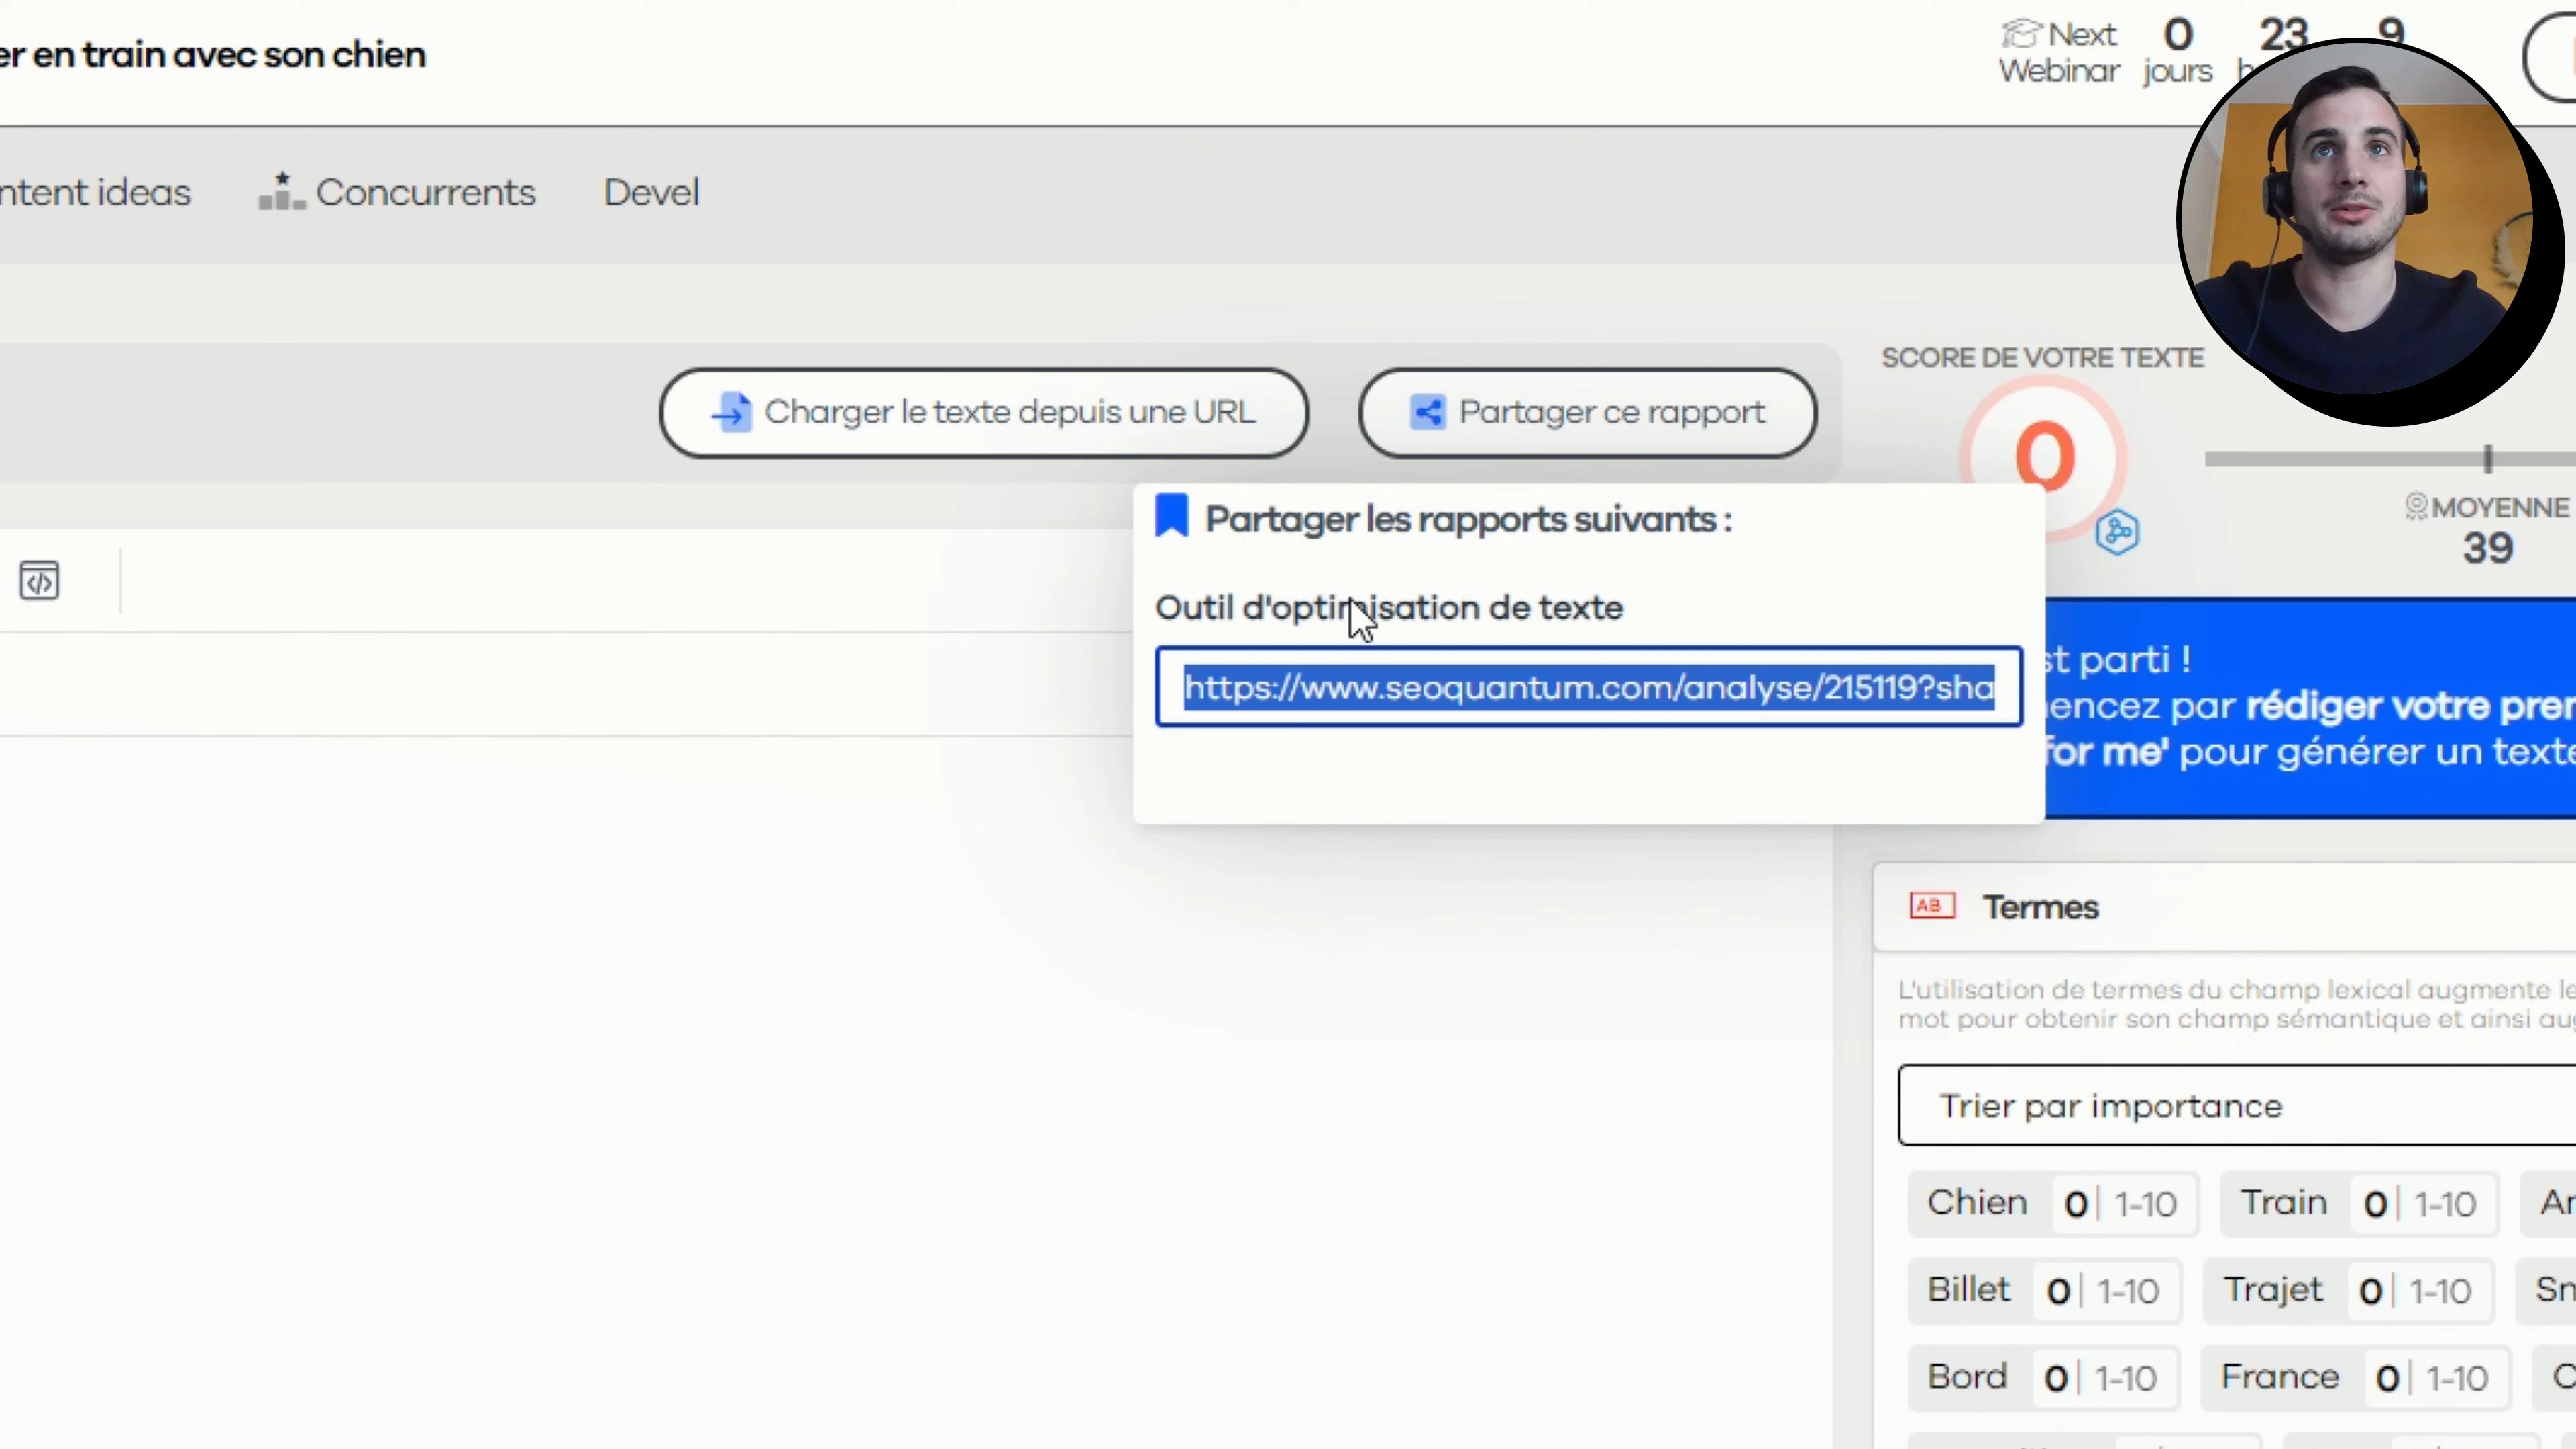 er en train avec son chien
Next
Webinar
0
jours
23
9
ntent ideas
Concurrents
Devel
Charger le texte depuis une URL
Partager ce rapport
SCORE DE VOTRE TEXTE
0
MOYENNE
39
Partager les rapports suivants :
Outil d'optimisation de texte
https://www.seoquantum.com/analyse/215119?sha
st parti !
encez par rédiger votre pren
for me' pour générer un texte
AB
Termes
L'utilisation de termes du champ lexical augmente le
mot pour obtenir son champ sémantique et ainsi aug
Trier par importance
Chien 0 | 1-10
Train 0 | 1-10
Billet 0 | 1-10
Trajet 0 | 1-10
Bord 0 | 1-10
France 0 | 1-10